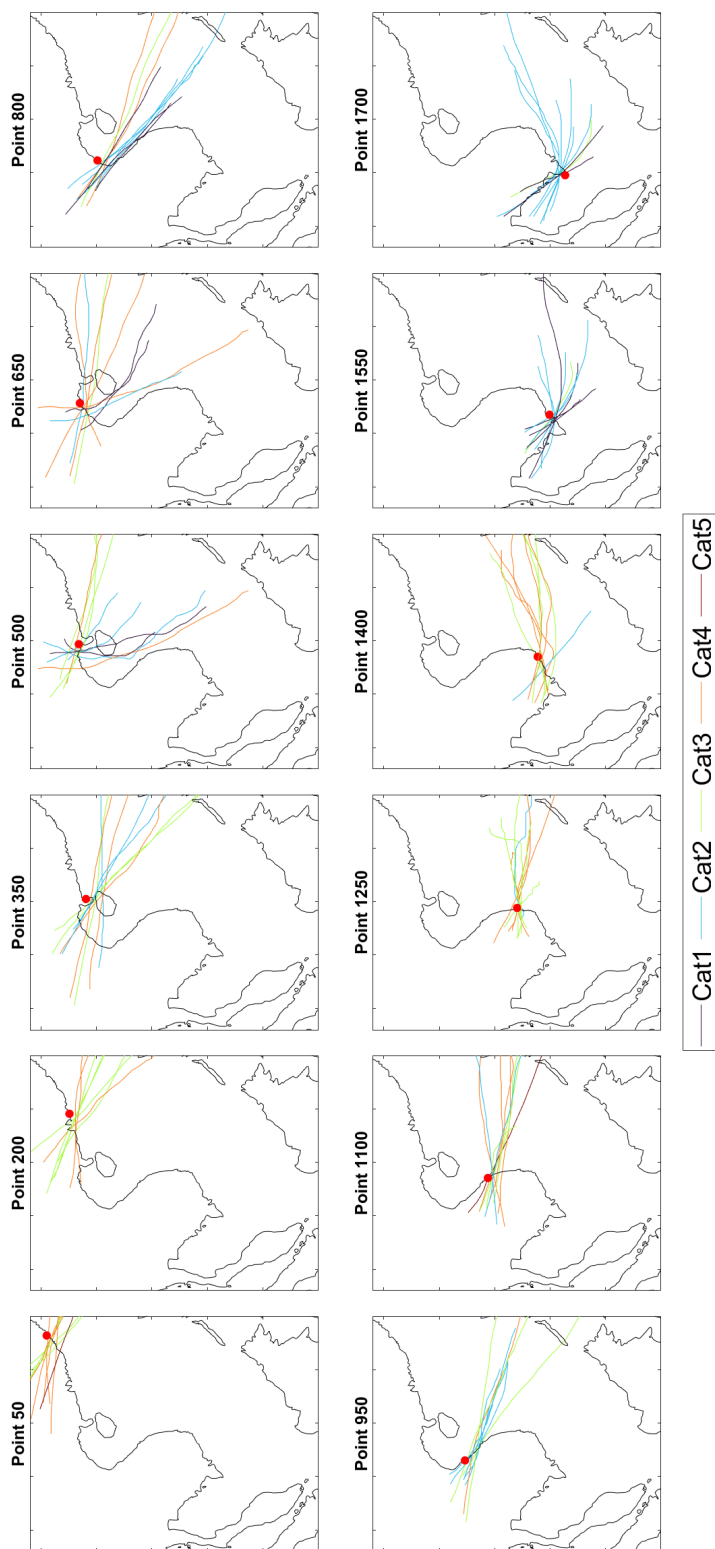 Point 50
Point 200
Point 350
Point 500
Point 650
Point 800
Point 950
Point 1100
Point 1250
Point 1400
Point 1550
Point 1700
Cat1 Cat2 Cat3 Cat4 Cat5